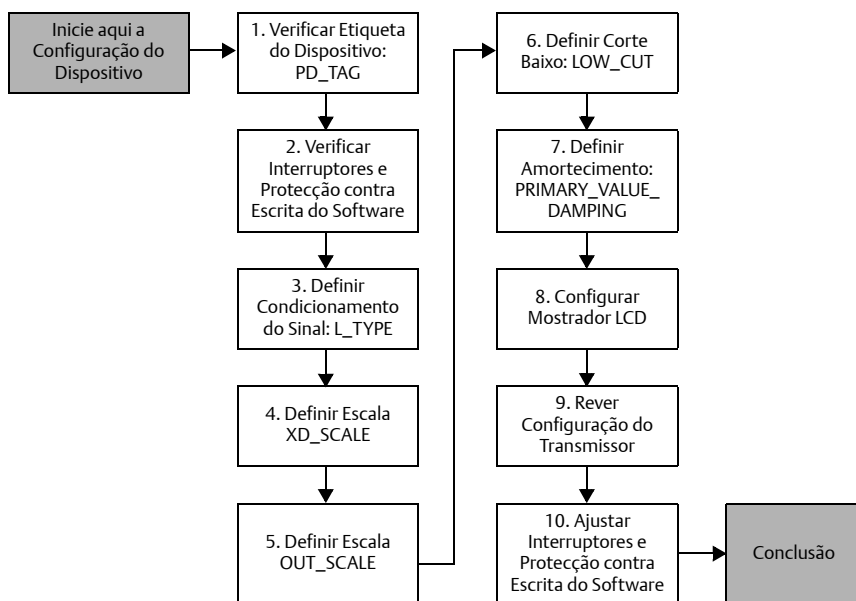 Inicie aqui a
Configuração do
Dispositivo
1. Verificar Etiqueta
do Dispositivo:
PD_TAG
2. Verificar
Interruptores e
Protecção contra
Escrita do Software
3. Definir
Condicionamento
do Sinal: L_TYPE
4. Definir Escala
XD_SCALE
5. Definir Escala
OUT_SCALE
6. Definir Corte
Baixo: LOW_CUT
7. Definir
Amortecimento:
PRIMARY_VALUE_
DAMPING
8. Configurar
Mostrador LCD
9. Rever
Configuração do
Transmissor
10. Ajustar
Interruptores e
Protecção contra
Escrita do Software
Conclusão